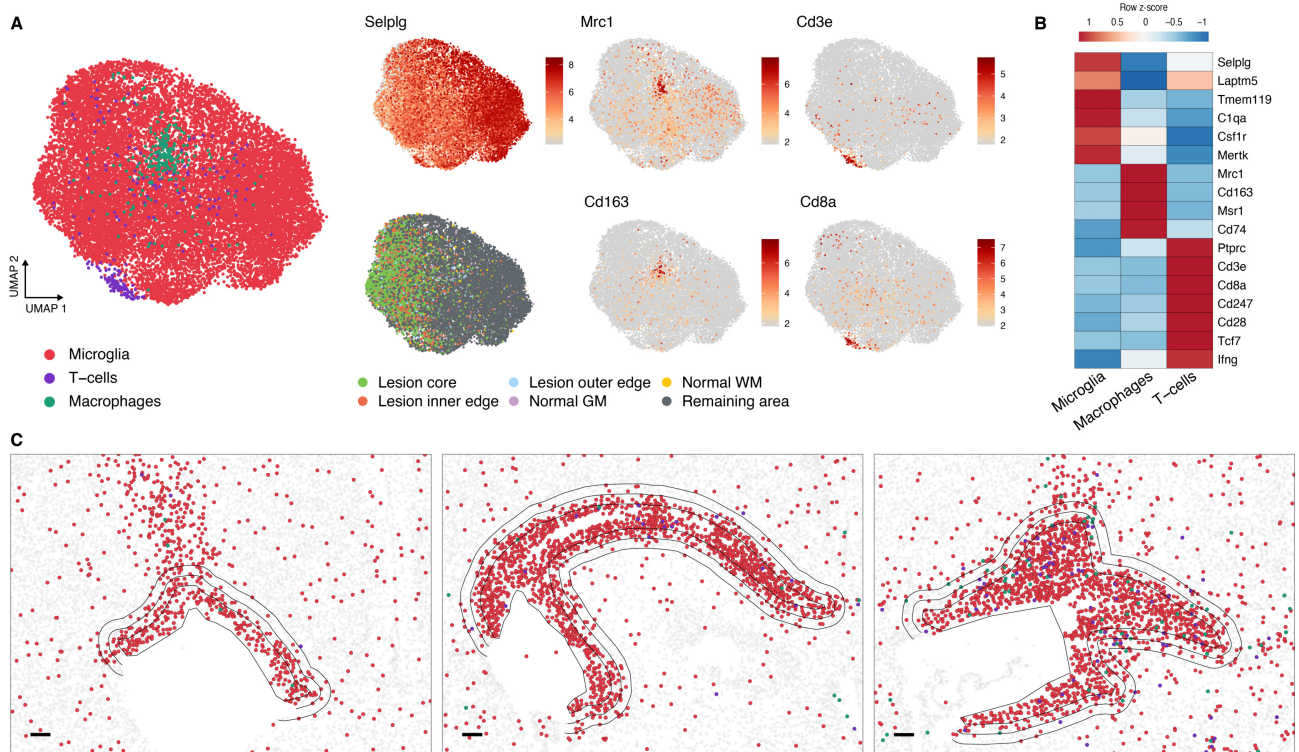 A
Selplg
Mrc1
Cd3e
8
4
6
4
2
5
4
3
2
UMAP 2
UMAP 1
Microglia
T-cells
Macrophages
Cd163
Cd8a
7
6
5
4
3
2
6
4
2
Lesion core
Lesion outer edge
Normal WM
Lesion inner edge
Normal GM
Remaining area
B
Row z-score
1
0.5
0
-0.5
-1
Selplg
Laptm5
Tmem119
C1qa
Csf1r
Mertk
Mrc1
Cd163
Msr1
Cd74
Ptprc
Cd3e
Cd8a
Cd247
Cd28
Tcf7
Ifng
Microglia
Macrophages
T-cells
C